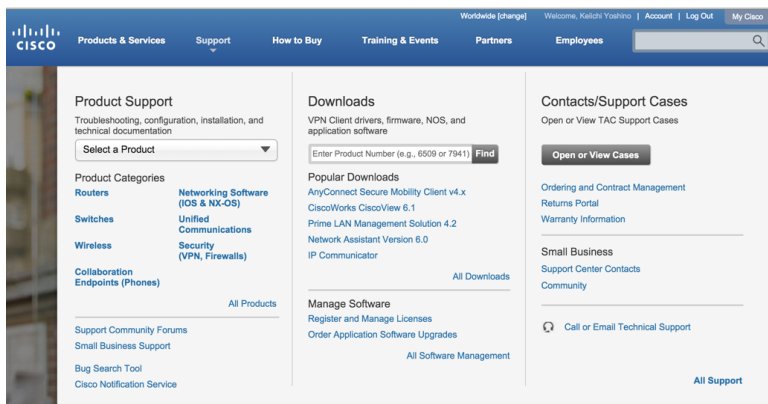 Worldwide [change] Welcome, Keiichi Yoshino | Account | Log Out My Cisco
CISCO
Products & Services Support How to Buy Training & Events Partners Employees
Product Support
Troubleshooting, configuration, installation, and
technical documentation
Select a Product
Product Categories
Routers
Networking Software
(IOS & NX-OS)
Switches
Unified
Communications
Wireless
Security
(VPN, Firewalls)
Collaboration
Endpoints (Phones)
All Products
Support Community Forums
Small Business Support
Bug Search Tool
Cisco Notification Service
Downloads
VPN Client drivers, firmware, NOS, and
application software
Enter Product Number (e.g., 6509 or 7941) Find
Popular Downloads
AnyConnect Secure Mobility Client v4.x
CiscoWorks CiscoView 6.1
Prime LAN Management Solution 4.2
Network Assistant Version 6.0
IP Communicator
All Downloads
Manage Software
Register and Manage Licenses
Order Application Software Upgrades
All Software Management
Contacts/Support Cases
Open or View TAC Support Cases
Open or View Cases
Ordering and Contract Management
Returns Portal
Warranty Information
Small Business
Support Center Contacts
Community
Call or Email Technical Support
All Support